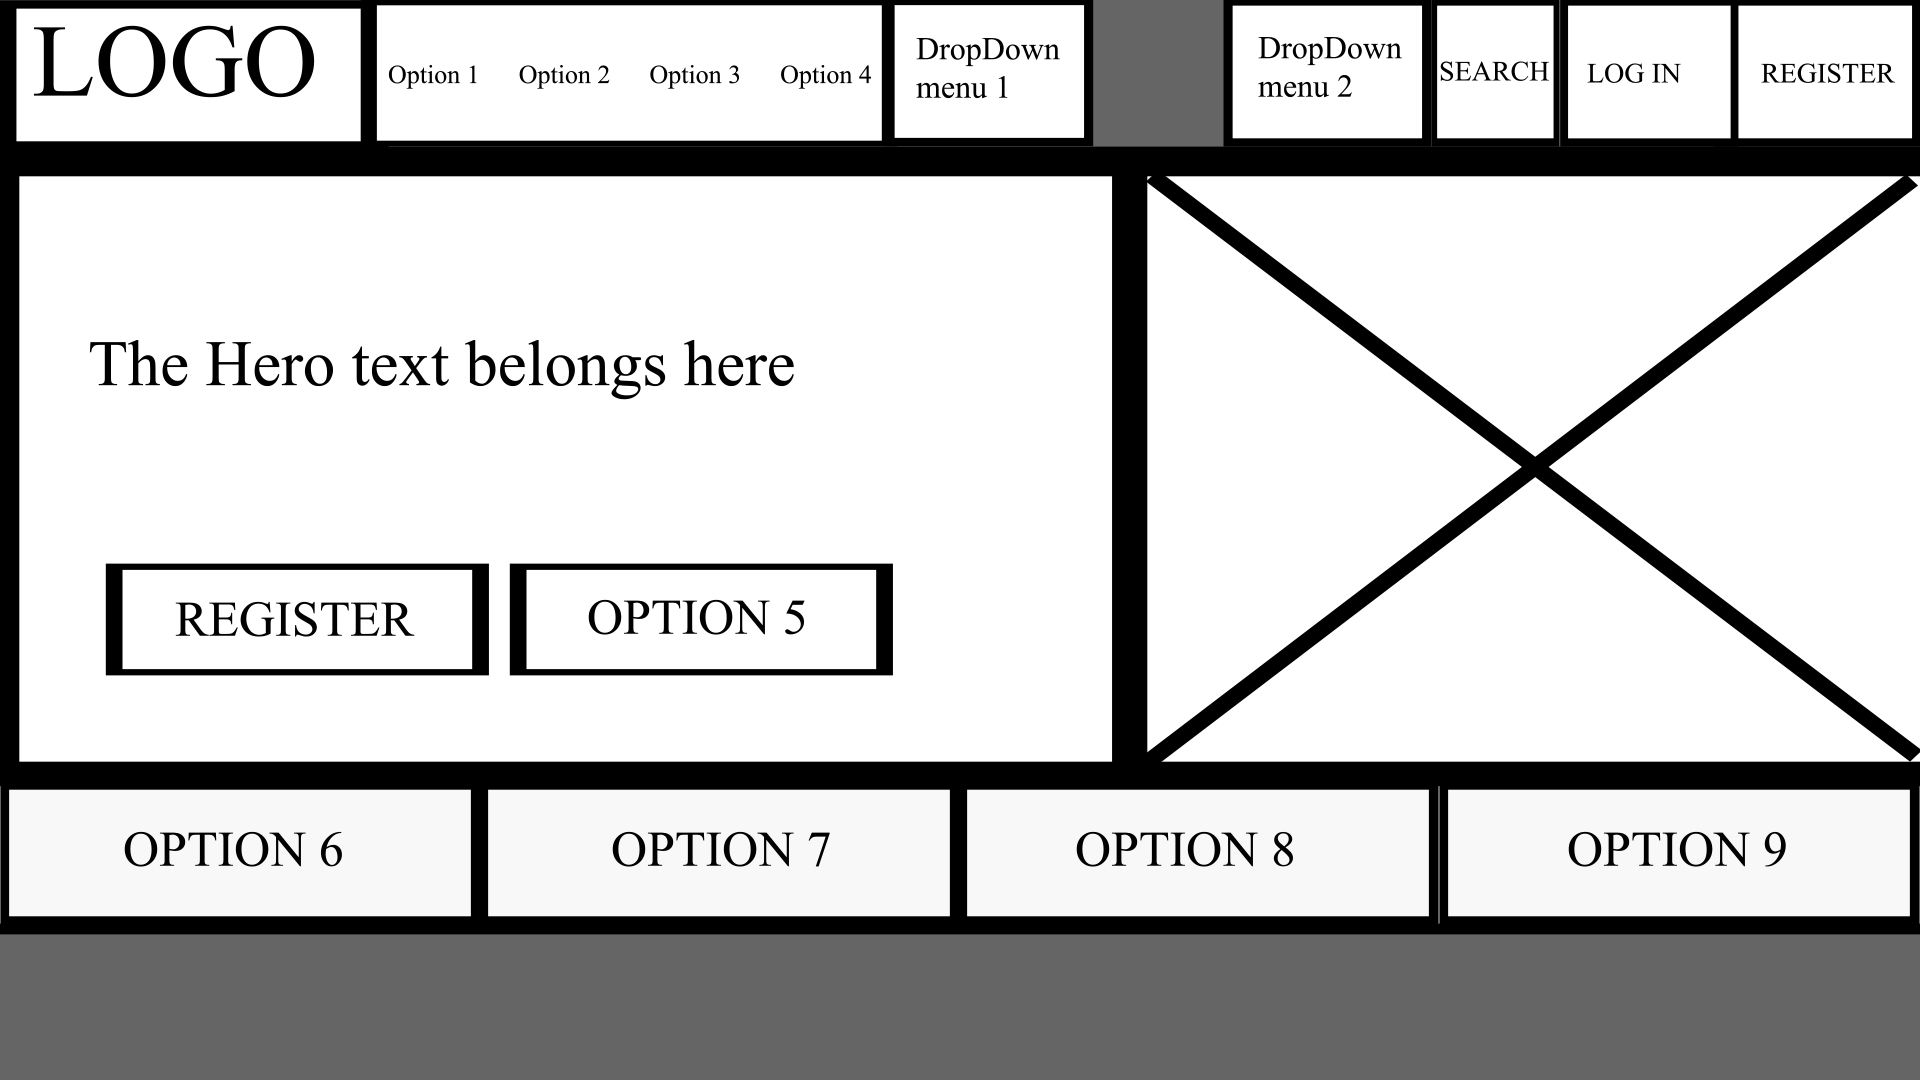 LOGO
Option 1 Option 2 Option 3 Option 4
DropDown
menu 1
DropDown
menu 2
SEARCH
LOG IN
REGISTER
The Hero text belongs here
REGISTER
OPTION 5
OPTION 6
OPTION 7
OPTION 8
OPTION 9